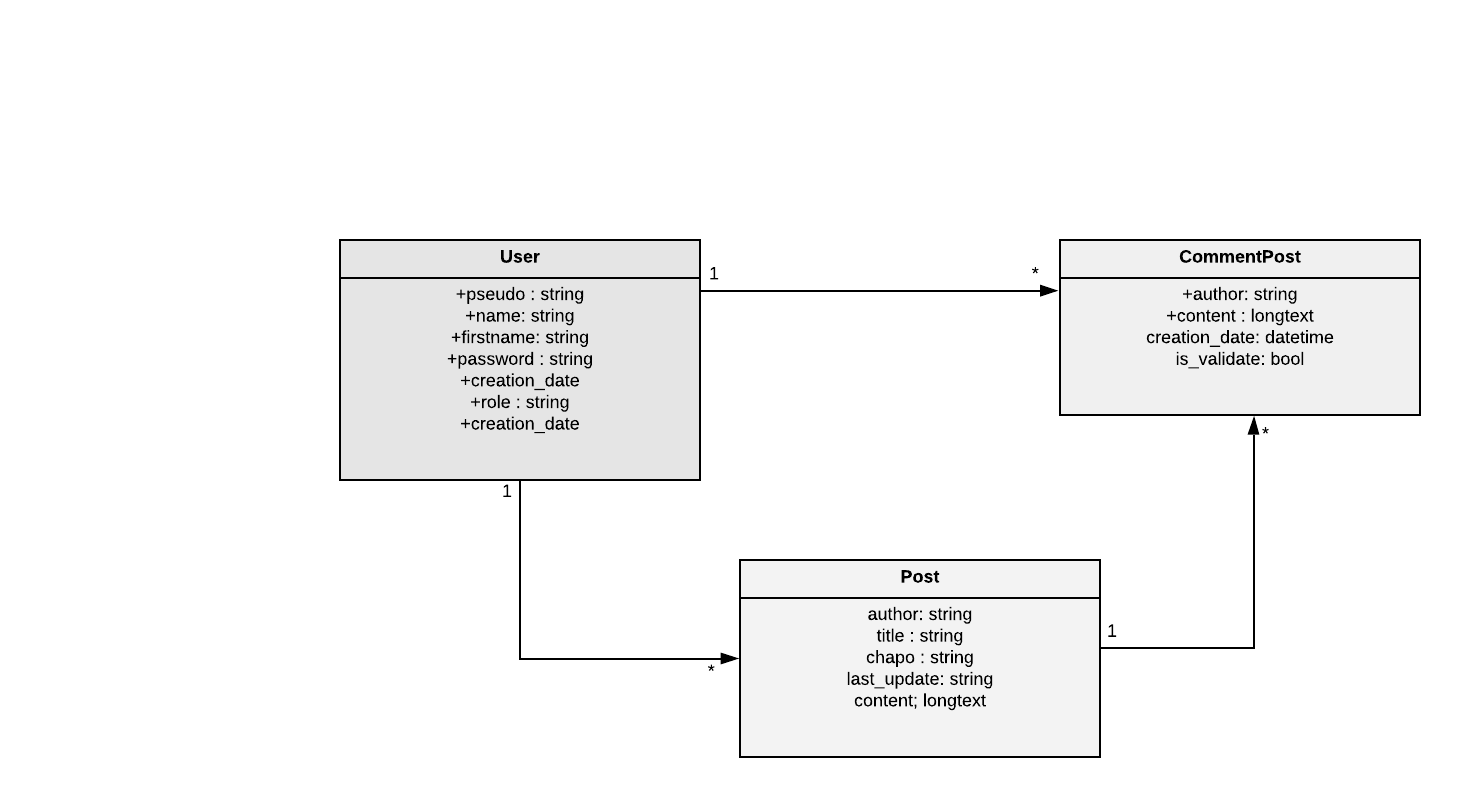 User
+pseudo : string
+name: string
+firstname: string
+password : string
+creation_date
+role : string
+creation_date
1
*
CommentPost
+author: string
+content : longtext
creation_date: datetime
is_validate: bool
*
1
*
Post
author: string
title : string
chapo : string
last_update: string
content; longtext
1